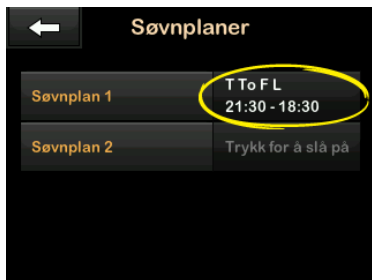 Søvnplaner
Søvnplan 1
T To F L
21:30 - 18:30
Søvnplan 2
Trykk for å slå på